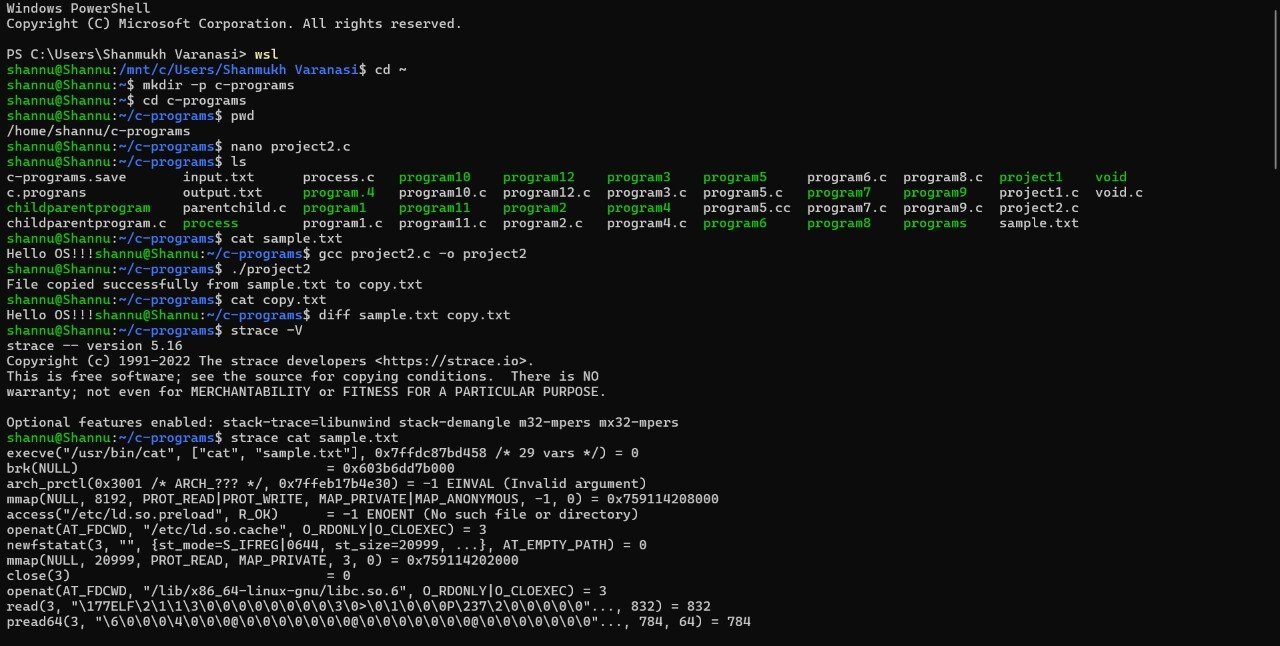 Windows PowerShell
Copyright (C) Microsoft Corporation. All rights reserved.

PS C:\Users\Shanmukh Varanasi> wsl
shannu@Shannu:/mnt/c/Users/Shanmukh Varanasi$ cd ~
shannu@Shannu:~$ mkdir -p c-programs
shannu@Shannu:~$ cd c-programs
shannu@Shannu:~/c-programs$ pwd
/home/shannu/c-programs
shannu@Shannu:~/c-programs$ nano project2.c
shannu@Shannu:~/c-programs$ ls
c-programs.save       input.txt      process.c   program10    program12    program3    program5     program6.c  program8.c  project1    void
c.prograns            output.txt     program.4   program10.c  program12.c  program3.c  program5.c   program7    program9    project1.c  void.c
childparentprogram    parentchild.c  program1    program11    program2     program4    program5.cc  program7.c  program9.c  project2.c
childparentprogram.c  process        program1.c  program11.c  program2.c   program4.c  program6     program8    programs    sample.txt
shannu@Shannu:~/c-programs$ cat sample.txt
Hello OS!!!shannu@Shannu:~/c-programs$ gcc project2.c -o project2
shannu@Shannu:~/c-programs$ ./project2
File copied successfully from sample.txt to copy.txt
shannu@Shannu:~/c-programs$ cat copy.txt
Hello OS!!!shannu@Shannu:~/c-programs$ diff sample.txt copy.txt
shannu@Shannu:~/c-programs$ strace -V
strace -- version 5.16
Copyright (c) 1991-2022 The strace developers <https://strace.io>.
This is free software; see the source for copying conditions.  There is NO
warranty; not even for MERCHANTABILITY or FITNESS FOR A PARTICULAR PURPOSE.

Optional features enabled: stack-trace=libunwind stack-demangle m32-mpers mx32-mpers
shannu@Shannu:~/c-programs$ strace cat sample.txt
execve("/usr/bin/cat", ["cat", "sample.txt"], 0x7ffdc87bd458 /* 29 vars */) = 0
brk(NULL)                               = 0x603b6dd7b000
arch_prctl(0x3001 /* ARCH_??? */, 0x7ffeb17b4e30) = -1 EINVAL (Invalid argument)
mmap(NULL, 8192, PROT_READ|PROT_WRITE, MAP_PRIVATE|MAP_ANONYMOUS, -1, 0) = 0x759114208000
access("/etc/ld.so.preload", R_OK)      = -1 ENOENT (No such file or directory)
openat(AT_FDCWD, "/etc/ld.so.cache", O_RDONLY|O_CLOEXEC) = 3
newfstatat(3, "", {st_mode=S_IFREG|0644, st_size=20999, ...}, AT_EMPTY_PATH) = 0
mmap(NULL, 20999, PROT_READ, MAP_PRIVATE, 3, 0) = 0x759114202000
close(3)                                = 0
openat(AT_FDCWD, "/lib/x86_64-linux-gnu/libc.so.6", O_RDONLY|O_CLOEXEC) = 3
read(3, "\177ELF\2\1\1\3\0\0\0\0\0\0\0\0\3\0>\0\1\0\0\0P\237\2\0\0\0\0\0"..., 832) = 832
pread64(3, "\6\0\0\0\4\0\0\0@\0\0\0\0\0\0\0@\0\0\0\0\0\0\0@\0\0\0\0\0\0\0"..., 784, 64) = 784